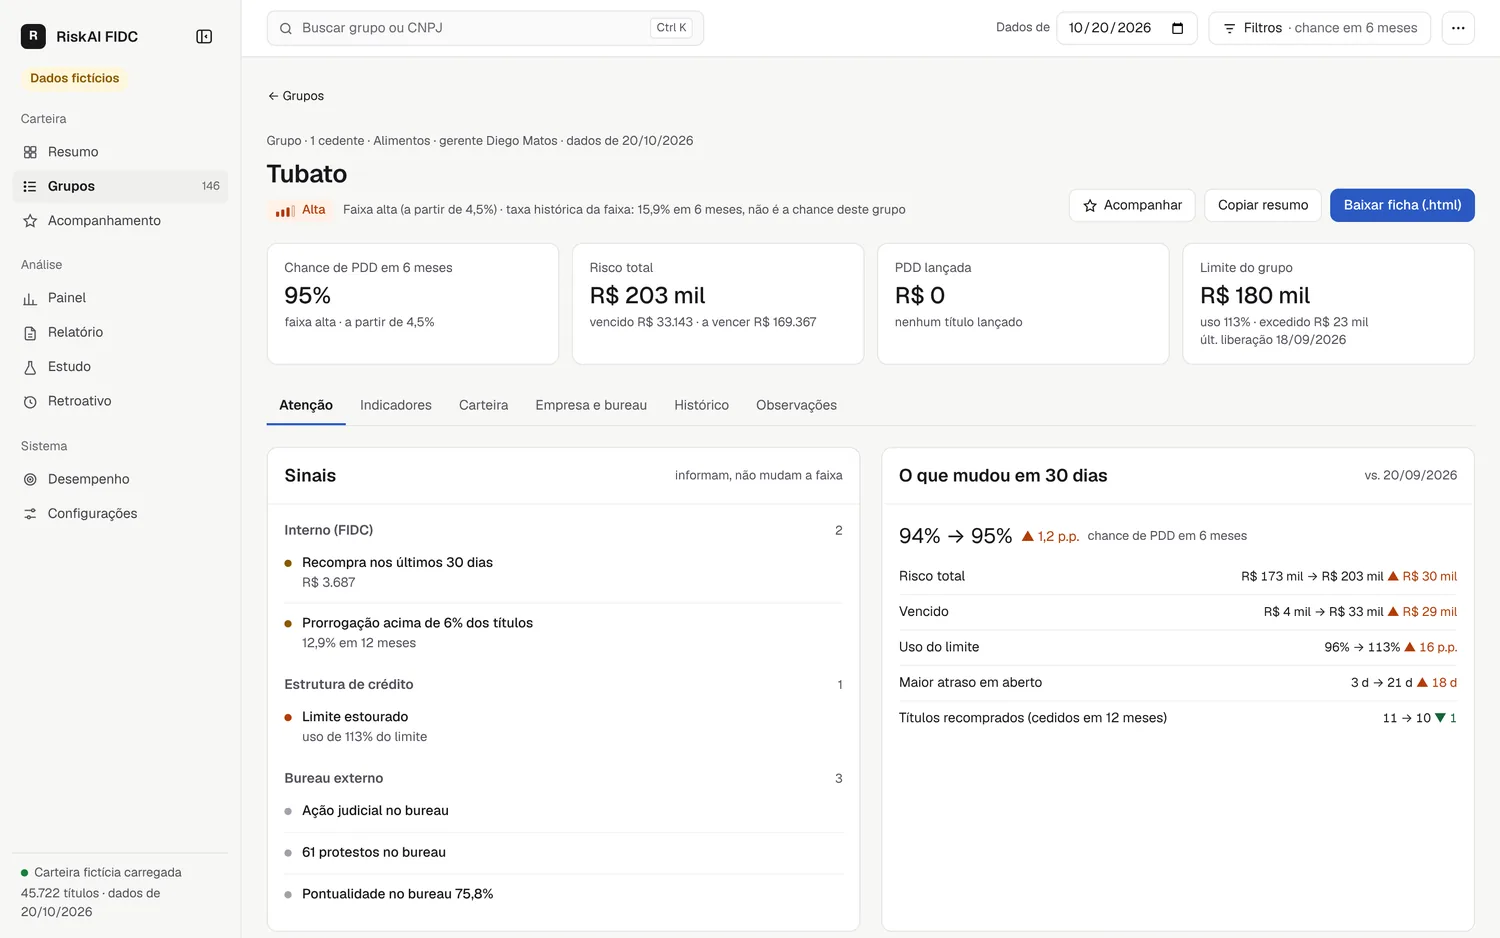 R RiskAI FIDC
Dados fictícios
Carteira
Resumo
Grupos 146
Acompanhamento
Análise
Painel
Relatório
Estudo
Retroativo
Sistema
Desempenho
Configurações
Carteira fictícia carregada
45.722 títulos · dados de
20/10/2026
Buscar grupo ou CNPJ Ctrl K
Dados de 10/20/2026 Filtros · chance em 6 meses ···
← Grupos
Grupo · 1 cedente · Alimentos · gerente Diego Matos · dados de 20/10/2026
Tubato
Alta Faixa alta (a partir de 4,5%) · taxa histórica da faixa: 15,9% em 6 meses, não é a chance deste grupo
Acompanhar Copiar resumo Baixar ficha (.html)
Chance de PDD em 6 meses
95%
faixa alta · a partir de 4,5%
Risco total
R$ 203 mil
vencido R$ 33.143 · a vencer R$ 169.367
PDD lançada
R$ 0
nenhum título lançado
Limite do grupo
R$ 180 mil
uso 113% · excedido R$ 23 mil
últ. liberação 18/09/2026
Atenção Indicadores Carteira Empresa e bureau Histórico Observações
Sinais informam, não mudam a faixa
Interno (FIDC) 2
Recompra nos últimos 30 dias
R$ 3.687
Prorrogação acima de 6% dos títulos
12,9% em 12 meses
Estrutura de crédito 1
Limite estourado
uso de 113% do limite
Bureau externo 3
Ação judicial no bureau
61 protestos no bureau
Pontualidade no bureau 75,8%
O que mudou em 30 dias vs. 20/09/2026
94% → 95% ▲ 1,2 p.p. chance de PDD em 6 meses
Risco total R$ 173 mil → R$ 203 mil ▲ R$ 30 mil
Vencido R$ 4 mil → R$ 33 mil ▲ R$ 29 mil
Uso do limite 96% → 113% ▲ 16 p.p.
Maior atraso em aberto 3 d → 21 d ▲ 18 d
Títulos recomprados (cedidos em 12 meses) 11 → 10 ▼ 1